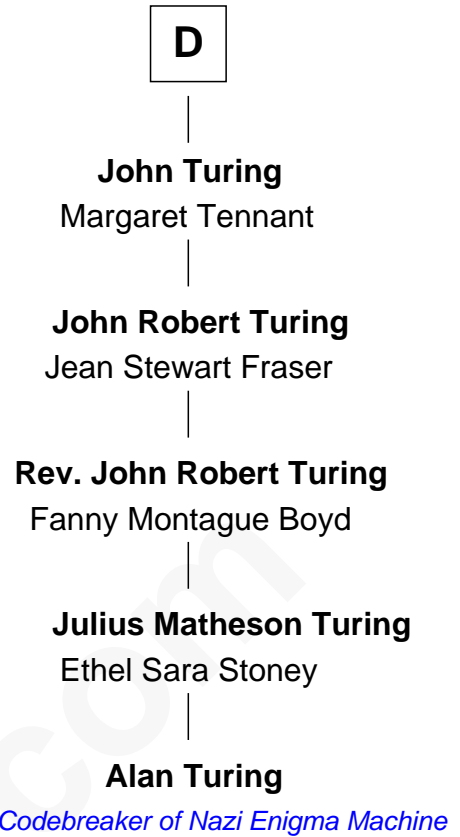 D
John Turing
Margaret Tennant
John Robert Turing
Jean Stewart Fraser
Rev. John Robert Turing
Fanny Montague Boyd
Julius Matheson Turing
Ethel Sara Stoney
Alan Turing
Codebreaker of Nazi Enigma Machine
com